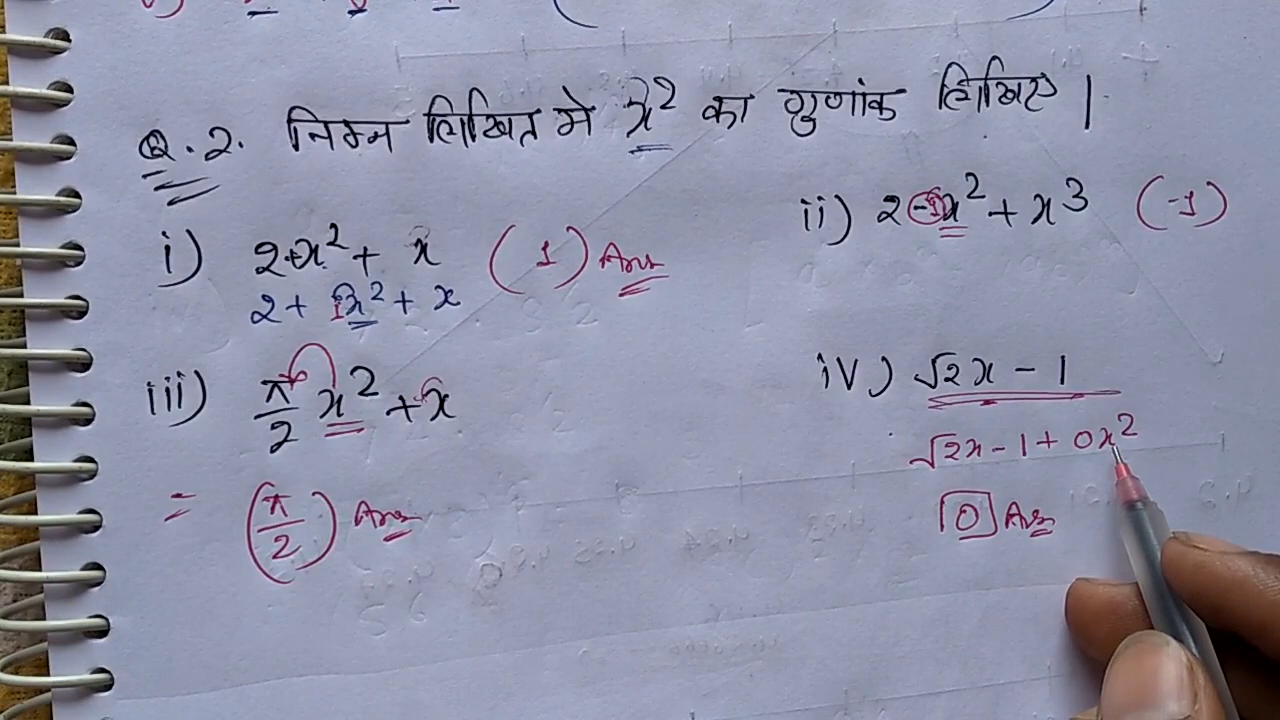 Q.2. निम्न लिखित मे x² का गुणांक लिखिए |
i) 2+x² + x (1) Ans
2 + 1x² + x
ii) 2 -1x² + x³ (-1)
iii) π/2 x² + x
= (π/2) Ans
iv) √2x - 1
√2x - 1 + 0x²
0 Ans